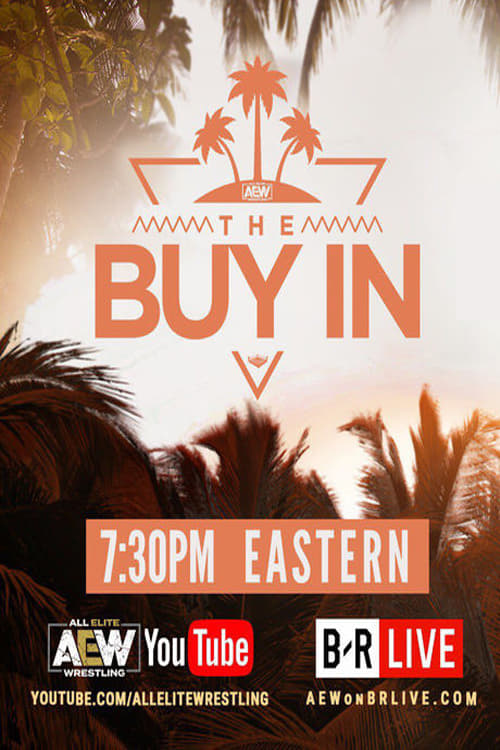 AEW
THE
BUY IN
7:30PM EASTERN
ALL ELITE
AEW
WRESTLING
YouTube
B/R LIVE
YOUTUBE.COM/ALLELITEWRESTLING
AEWONBRLIVE.COM